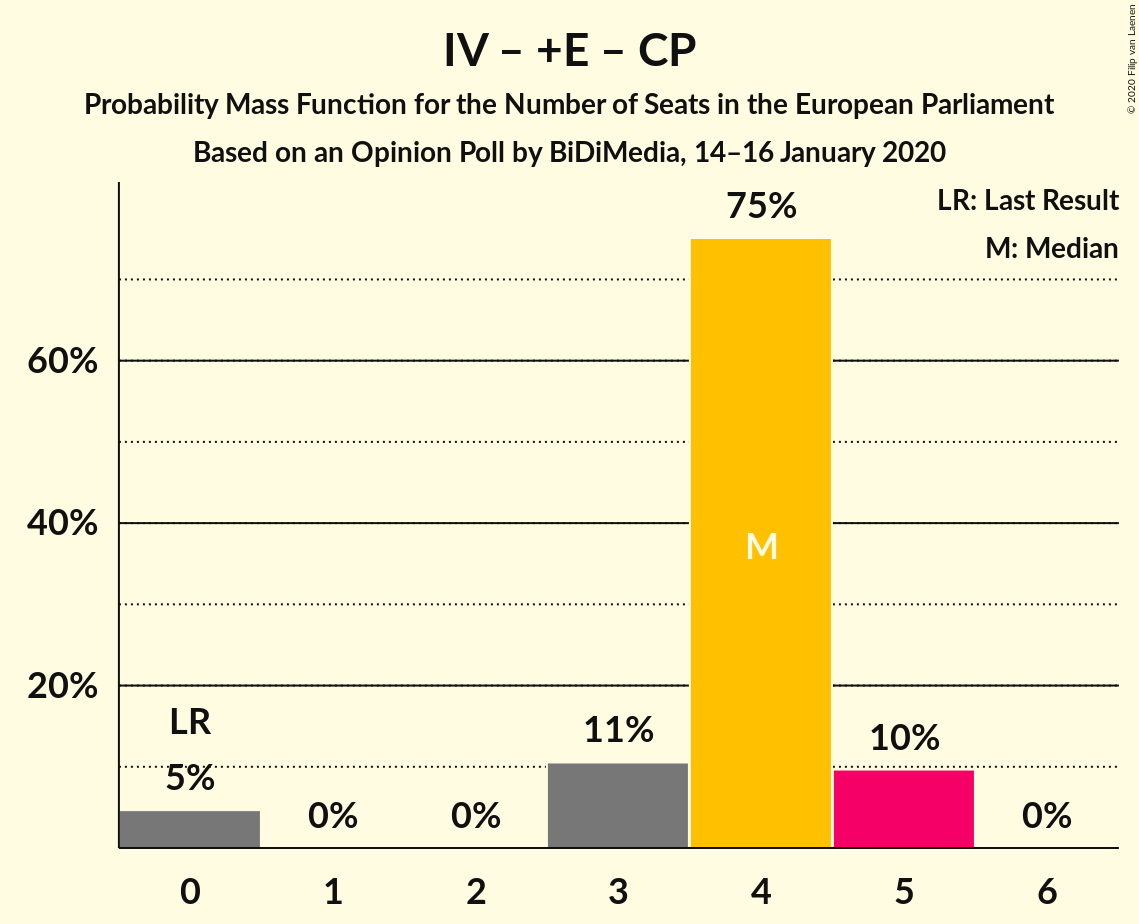 IV – +E – CP
Probability Mass Function for the Number of Seats in the European Parliament
Based on an Opinion Poll by BiDiMedia, 14–16 January 2020
© 2020 Filip van Laenen
LR: Last Result
M: Median
75%
60%
40%
20%
M
LR
5%
0%
0%
11%
10%
0%
0
1
2
3
4
5
6